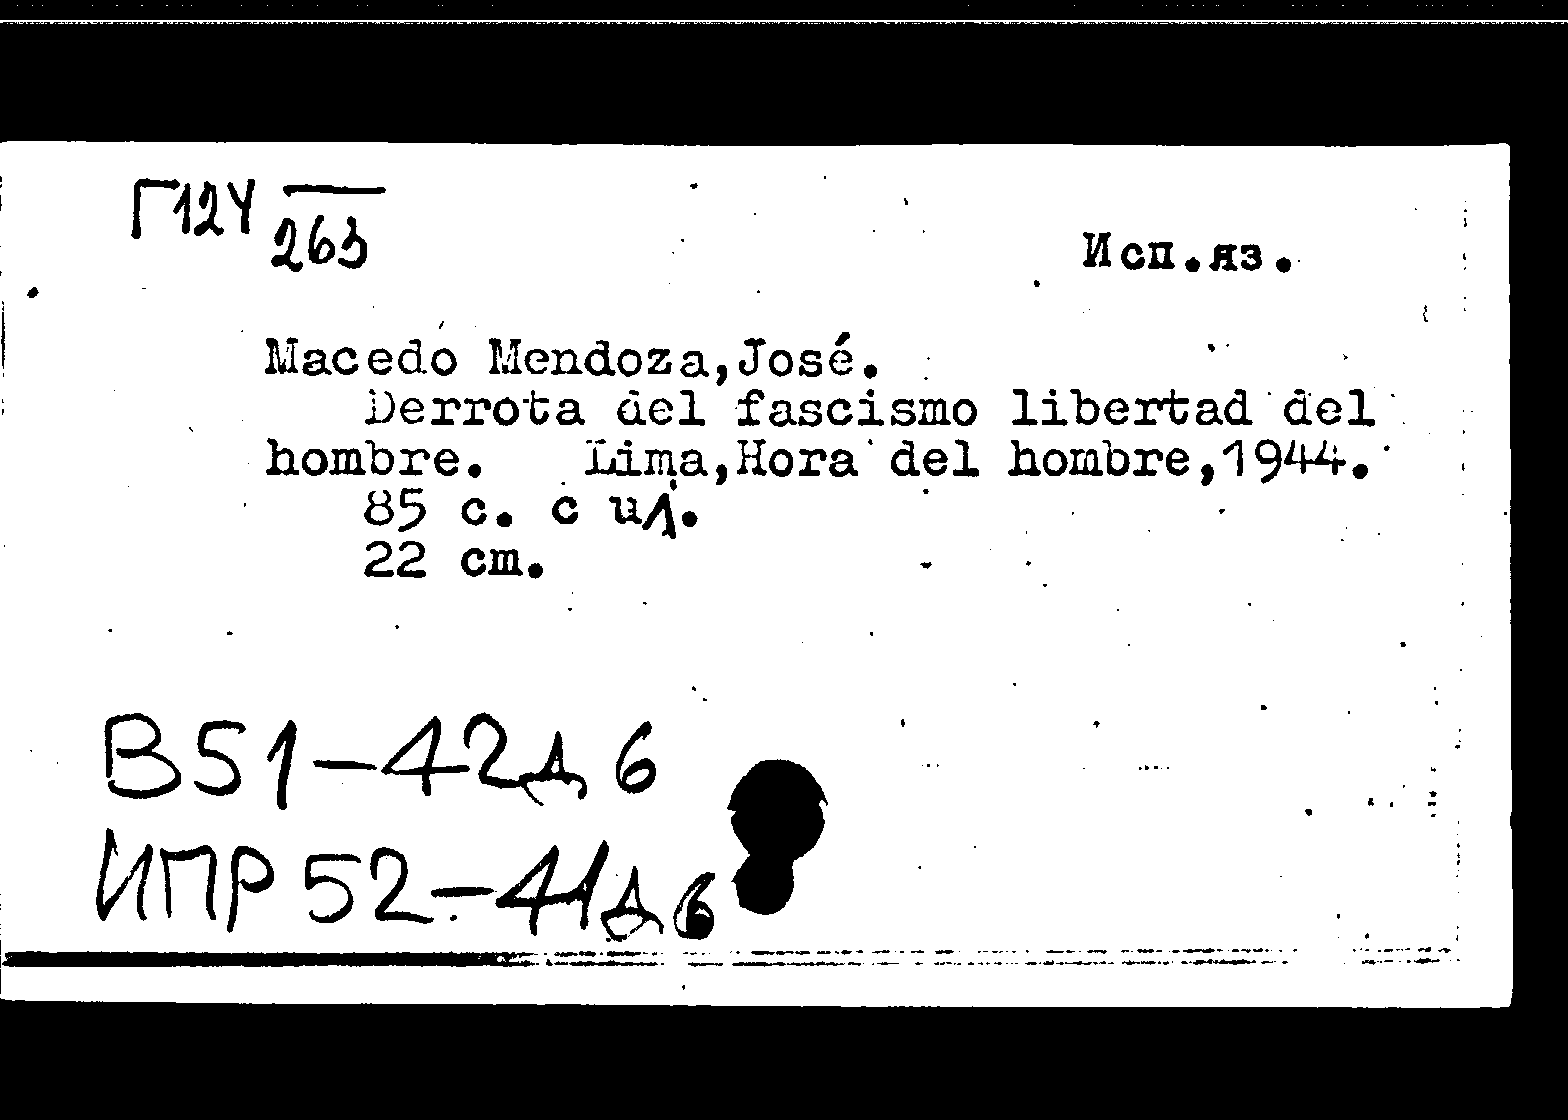 Г124 263
Исп.яз.
Macedo Mendoza,José.
Derrota del fascismo libertad del
hombre. Lima,Hora del hombre,1944.
85 с. с ил.
22 cm.
В51-42д6
ИПР52-41д6